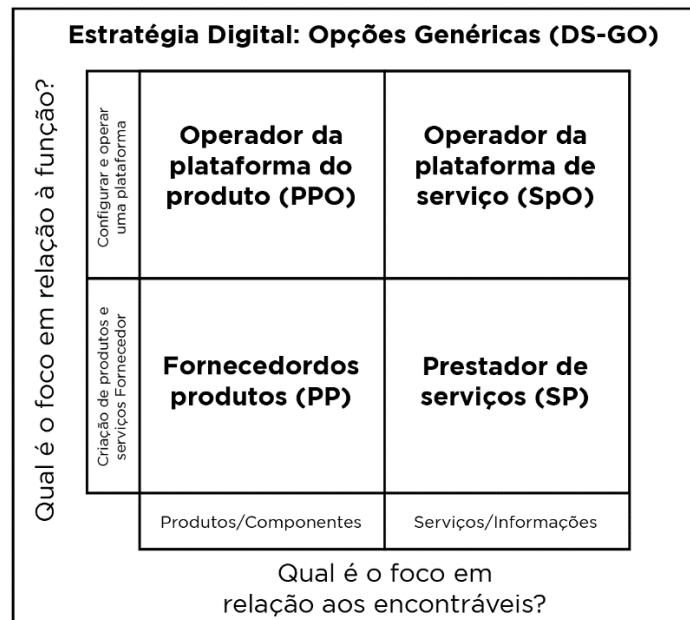 Estratégia Digital: Opções Genéricas (DS-GO)
Qual é o foco em relação à função?
Configurar e operar
uma plataforma
Operador da
plataforma do
produto (PPO)
Operador da
plataforma de
serviço (SpO)
Criação de produtos e
serviços Fornecedor
Fornecedordos
produtos (PP)
Prestador de
serviços (SP)
Produtos/Componentes
Serviços/Informações
Qual é o foco em
relação aos encontráveis?